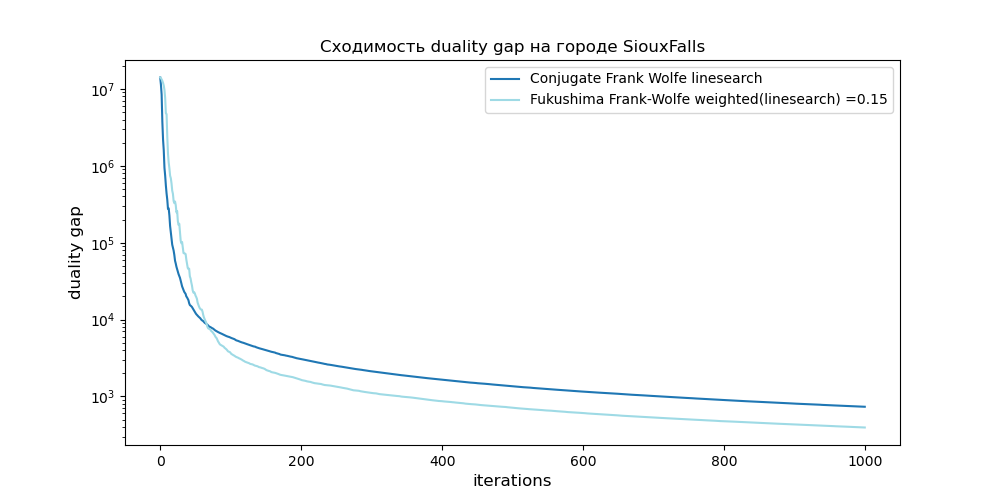 Сходимость duality gap на городе SiouxFalls
Conjugate Frank Wolfe linesearch
Fukushima Frank-Wolfe weighted(linesearch) =0.15
duality gap
10⁷
10⁶
10⁵
10⁴
10³
0 200 400 600 800 1000
iterations